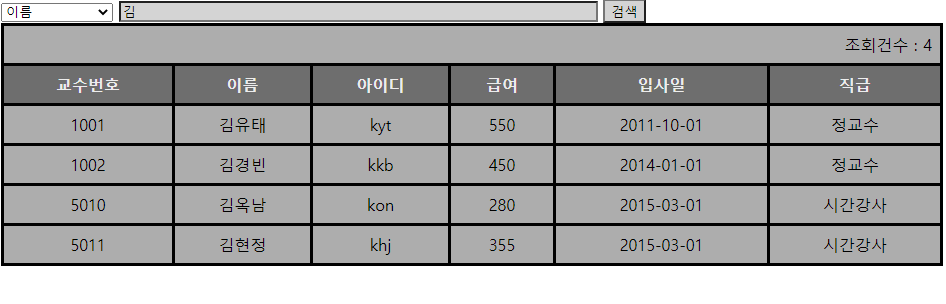 이름 김 검색
조회건수 : 4
교수번호 이름 아이디 급여 입사일 직급
1001 김유태 kyt 550 2011-10-01 정교수
1002 김경빈 kkb 450 2014-01-01 정교수
5010 김옥남 kon 280 2015-03-01 시간강사
5011 김현정 khj 355 2015-03-01 시간강사